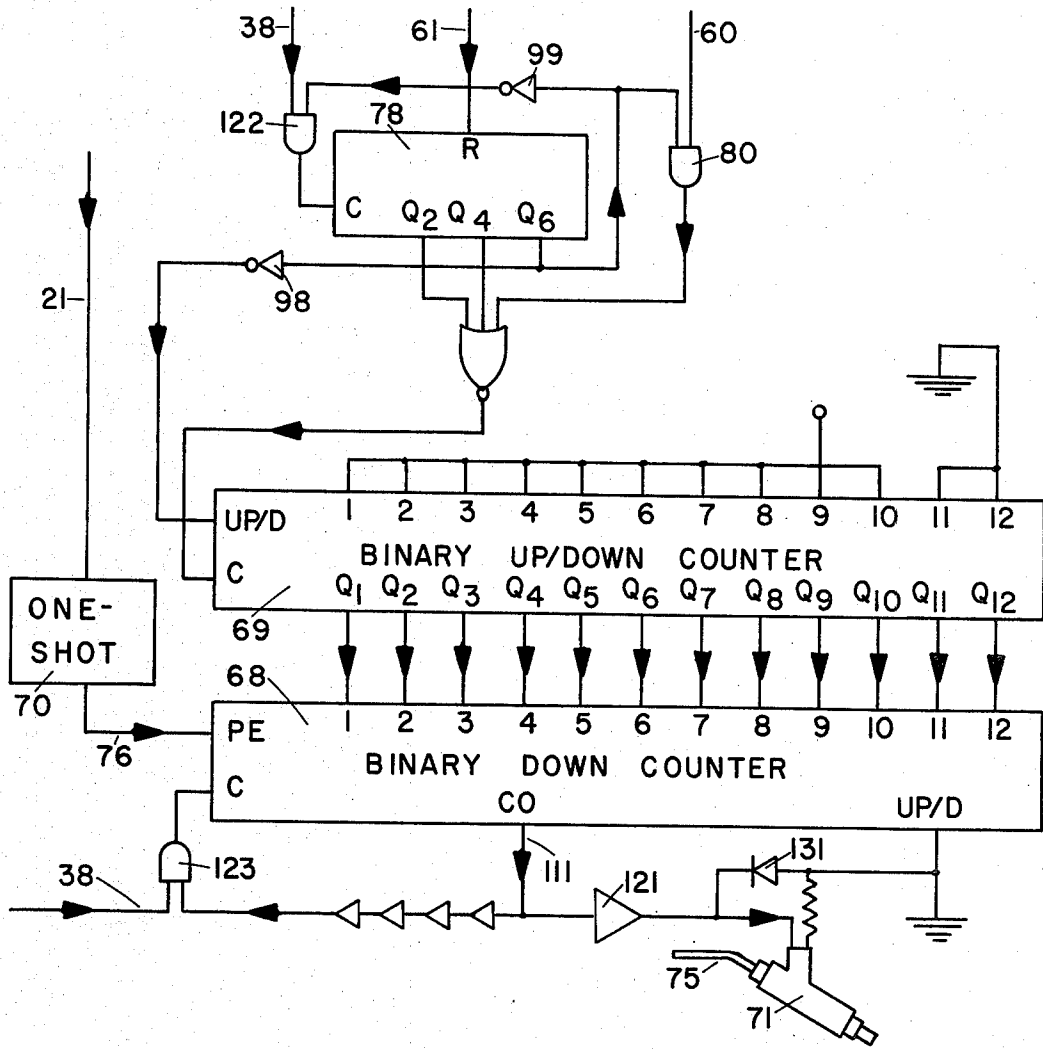 38
61
60
99
122
78
R
80
C Q2 Q4 Q6
21
98
UP/D
1 2 3 4 5 6 7 8 9 10 11 12
BINARY UP/DOWN COUNTER
C
Q1 Q2 Q3 Q4 Q5 Q6 Q7 Q8 Q9 Q10 Q11 Q12
ONE-
SHOT
69
70
68
76
PE
1 2 3 4 5 6 7 8 9 10 11 12
BINARY DOWN COUNTER
C
CO
UP/D
123
111
131
38
121
75
71